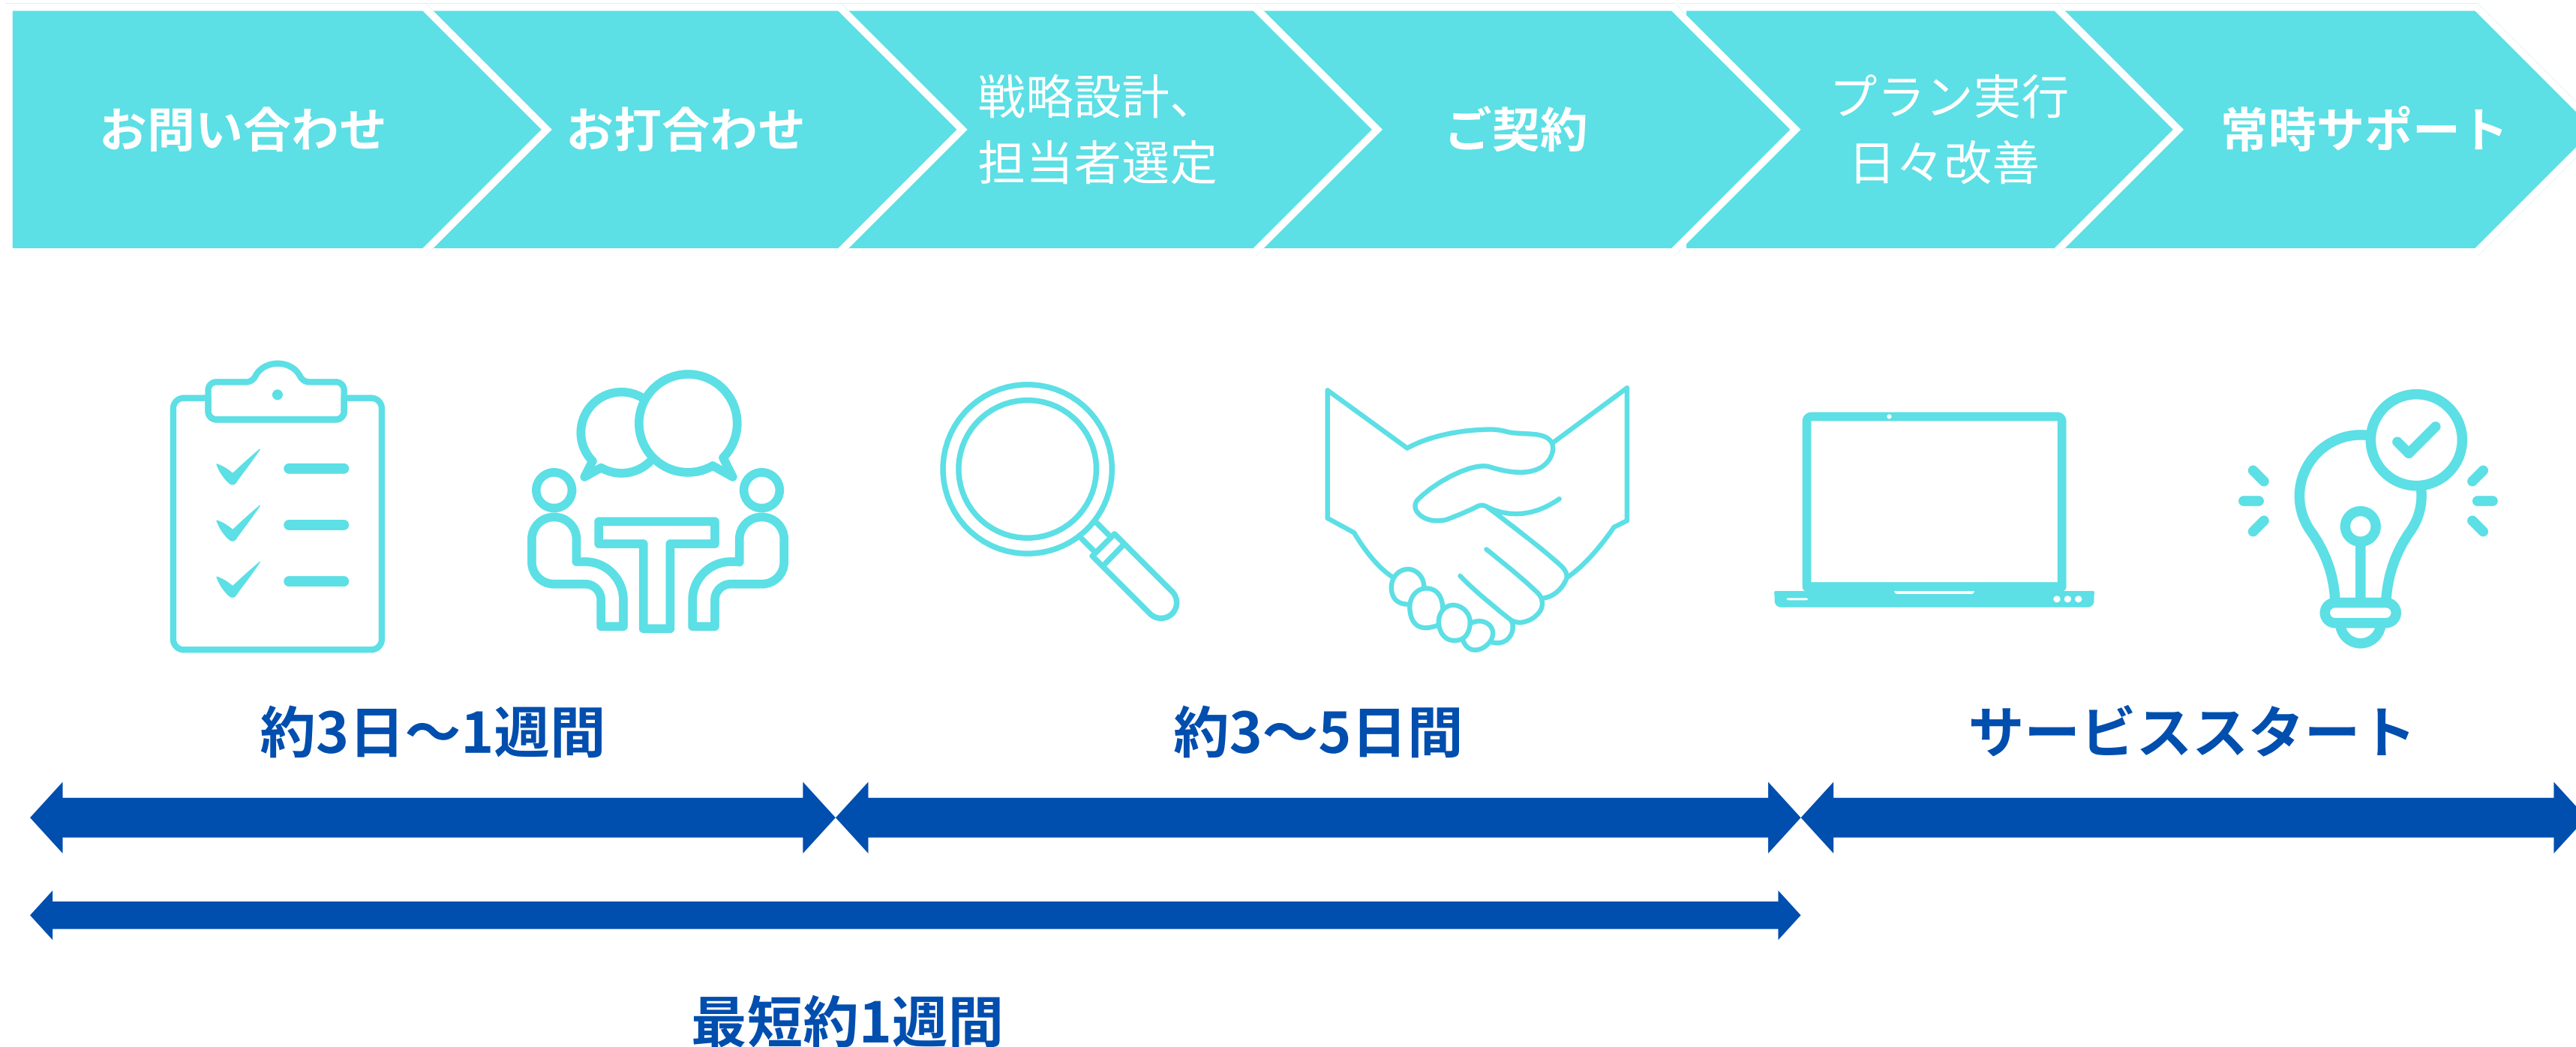 お問い合わせ
お打合わせ
戦略設計、
担当者選定
ご契約
プラン実行
日々改善
常時サポート
約3日〜1週間
約3〜5日間
サービススタート
最短約1週間